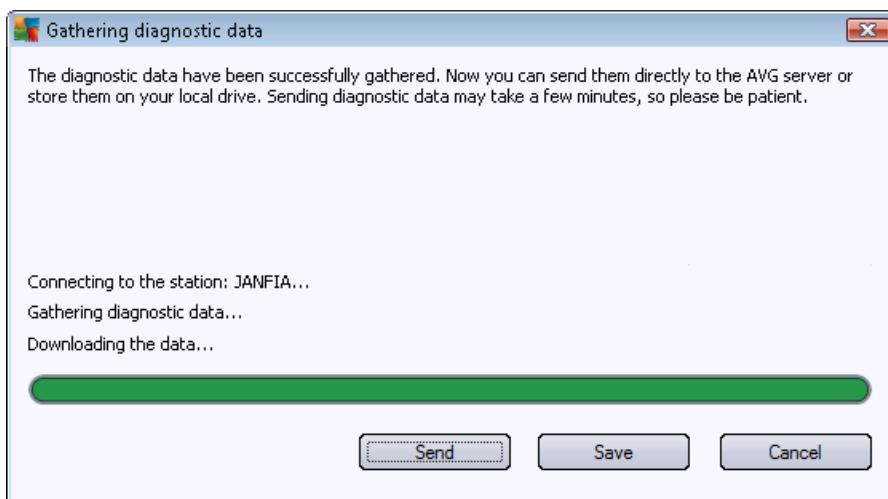 Gathering diagnostic data
The diagnostic data have been successfully gathered. Now you can send them directly to the AVG server or
store them on your local drive. Sending diagnostic data may take a few minutes, so please be patient.
Connecting to the station: JANFIA...
Gathering diagnostic data...
Downloading the data...
Send
Save
Cancel